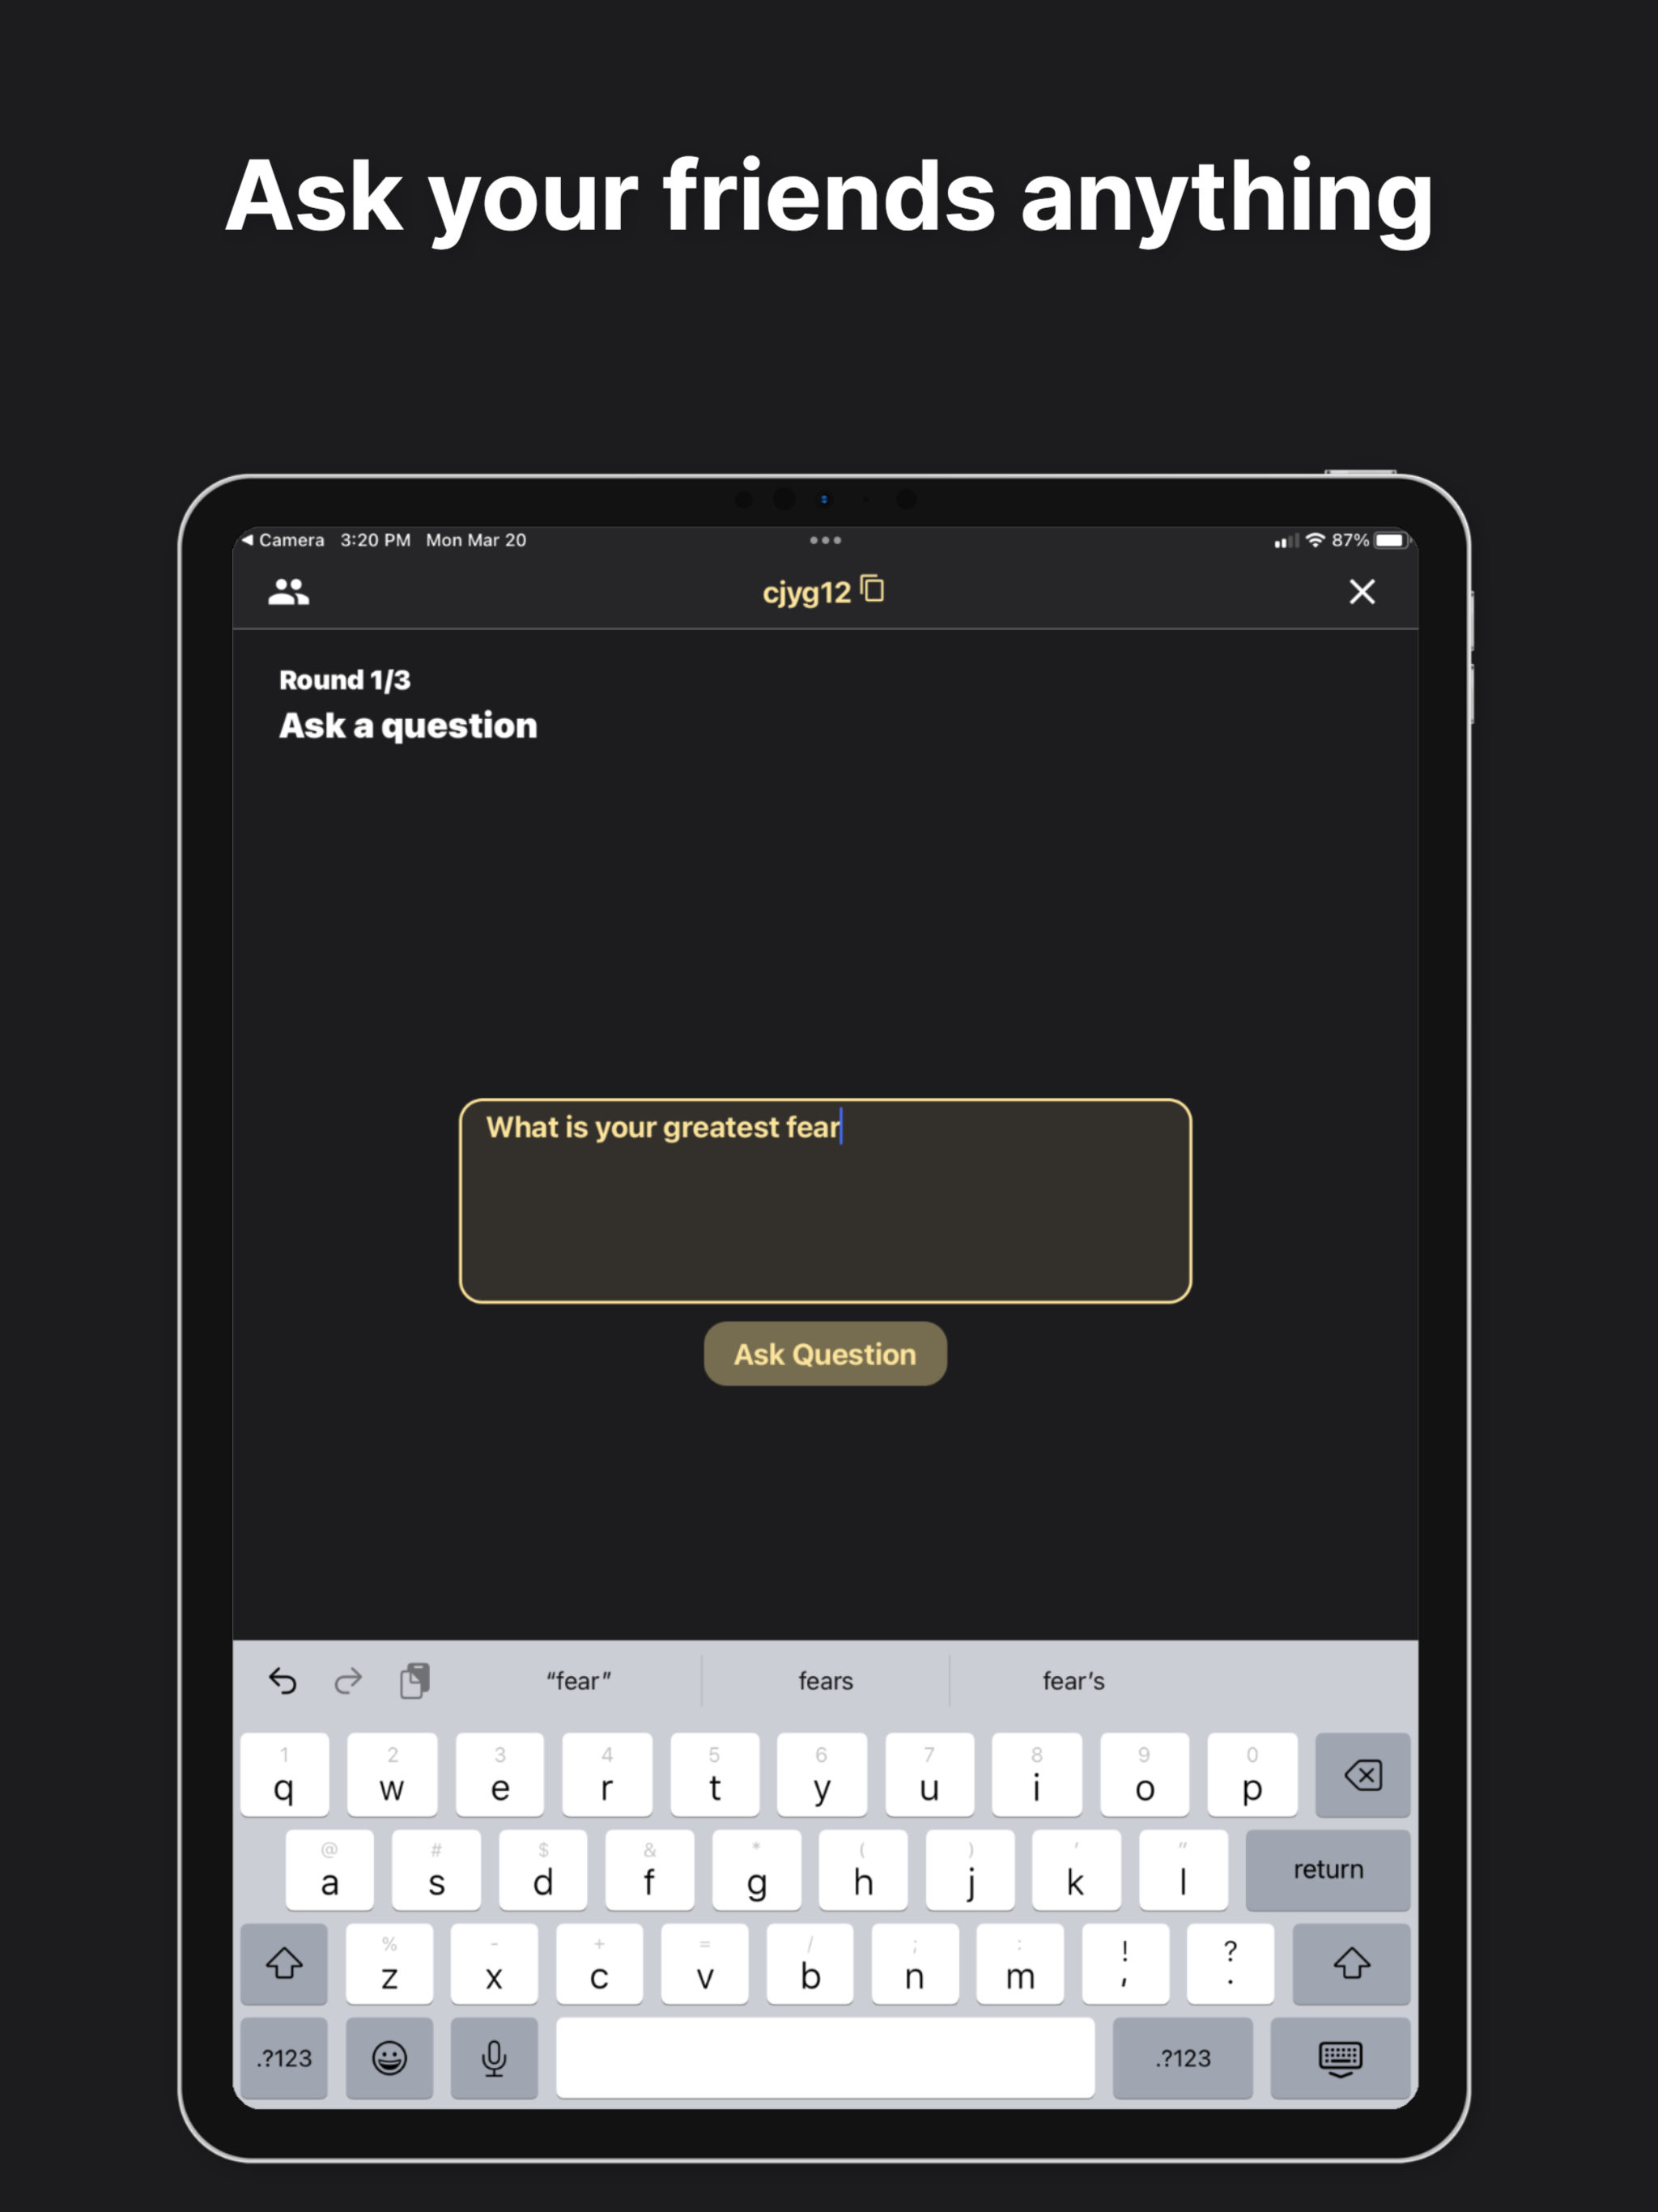 Ask your friends anything
◀ Camera 3:20 PM Mon Mar 20
87%
cjyg12
Round 1/3
Ask a question
What is your greatest fear
Ask Question
“fear” fears fear’s
1 2 3 4 5 6 7 8 9 0
q w e r t y u i o p
@ # $ & * ( ) ' "
a s d f g h j k l return
% - + = / ; : ! ?
z x c v b n m , .
.?123 .?123